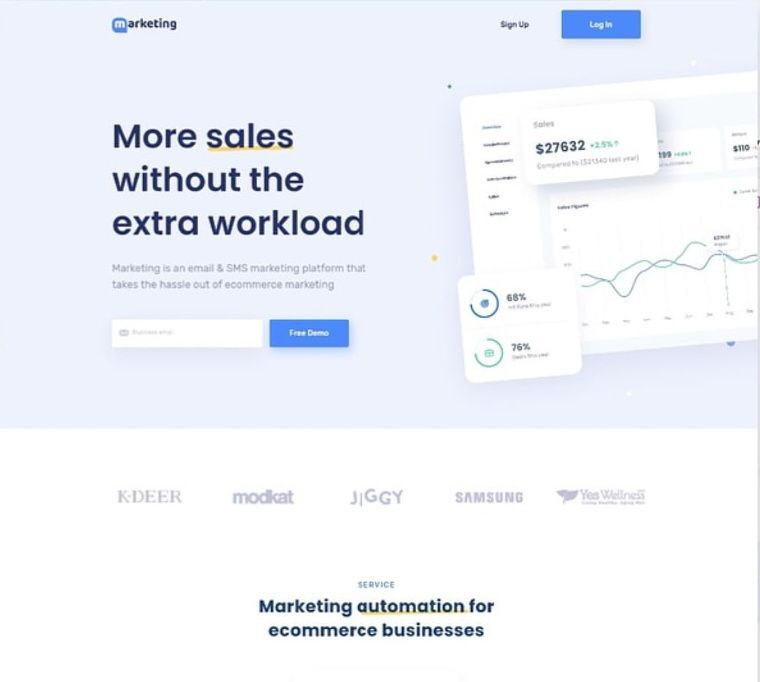 marketing
Sign Up
Log In
More sales
without the
extra workload
Marketing is an email & SMS marketing platform that
takes the hassle out of ecommerce marketing
Business email
Free Demo
Sales
$27632 +2.5%
Compared to ($21340 last year)
$110
Sales Figures
68%
76%
K·DEER
modkat
JIGGY
SAMSUNG
Yes Wellness
SERVICE
Marketing automation for
ecommerce businesses